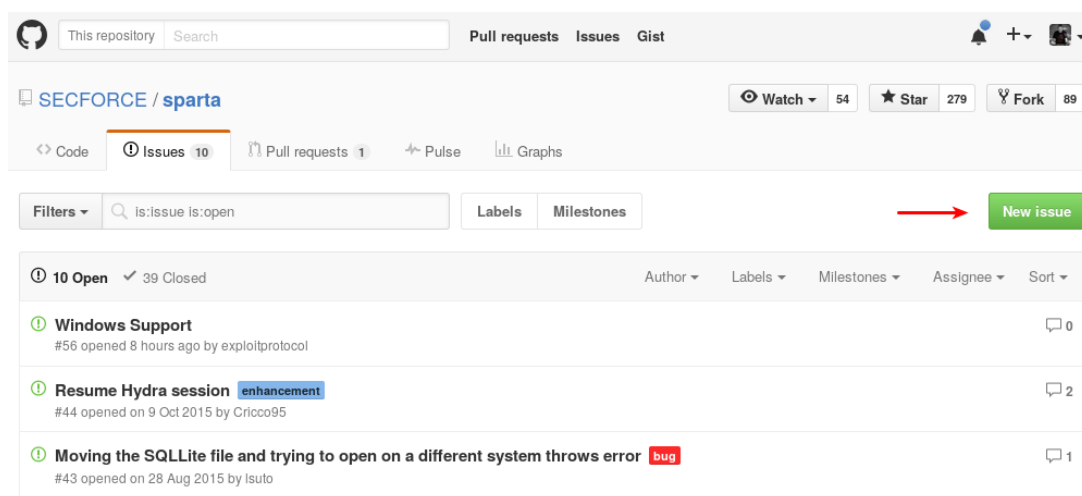 This repository Search Pull requests Issues Gist
SECFORCE / sparta Watch 54 Star 279 Fork 89
Code Issues 10 Pull requests 1 Pulse Graphs
Filters is:issue is:open Labels Milestones New issue
10 Open 39 Closed Author Labels Milestones Assignee Sort
Windows Support 0
#56 opened 8 hours ago by exploitprotocol
Resume Hydra session enhancement 2
#44 opened on 9 Oct 2015 by Cricco95
Moving the SQLLite file and trying to open on a different system throws error bug 1
#43 opened on 28 Aug 2015 by lsuto